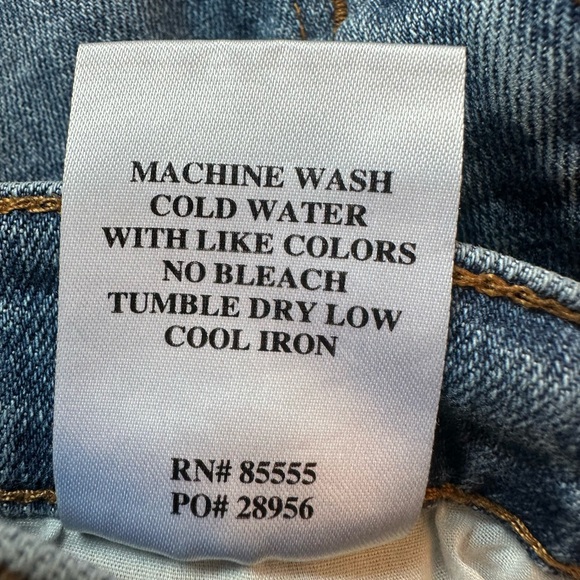 MACHINE WASH
COLD WATER
WITH LIKE COLORS
NO BLEACH
TUMBLE DRY LOW
COOL IRON
RN# 85555
PO# 28956